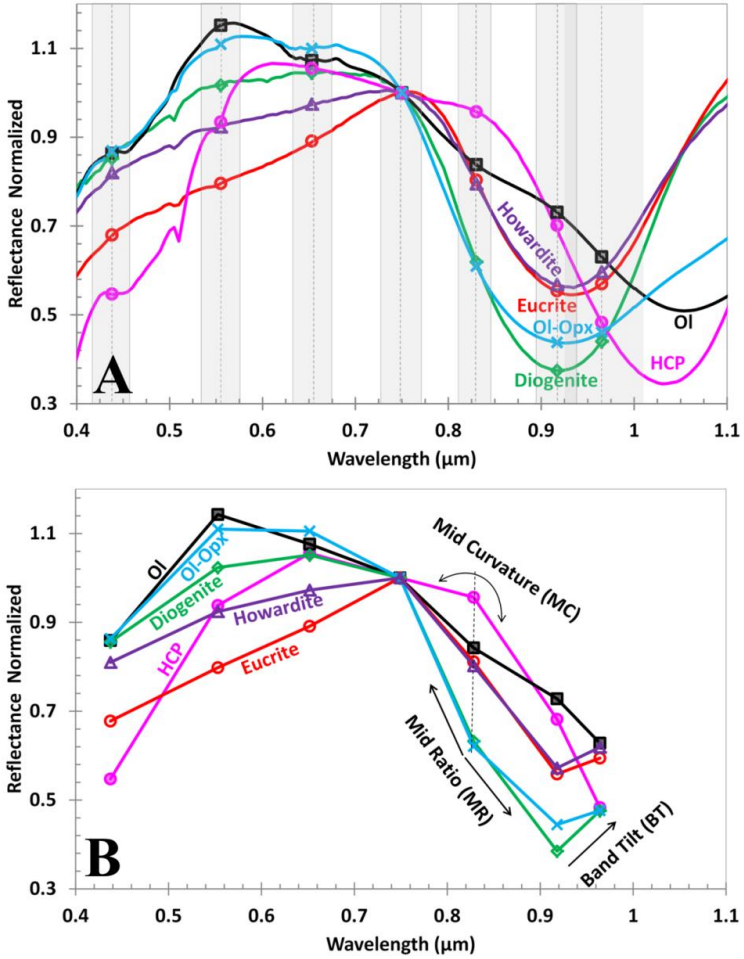 1.1
0.9
0.7
0.5
0.3
Reflectance Normalized
Howardite
Eucrite
Ol-Opx
Diogenite
Ol
HCP
A
0.4
0.5
0.6
0.7
0.8
0.9
1
1.1
Wavelength (µm)
1.1
0.9
0.7
0.5
0.3
Reflectance Normalized
Ol
Ol-Opx
Diogenite
Howardite
HCP
Eucrite
Mid Curvature (MC)
Mid Ratio (MR)
Band Tilt (BT)
B
0.4
0.5
0.6
0.7
0.8
0.9
1
1.1
Wavelength (µm)